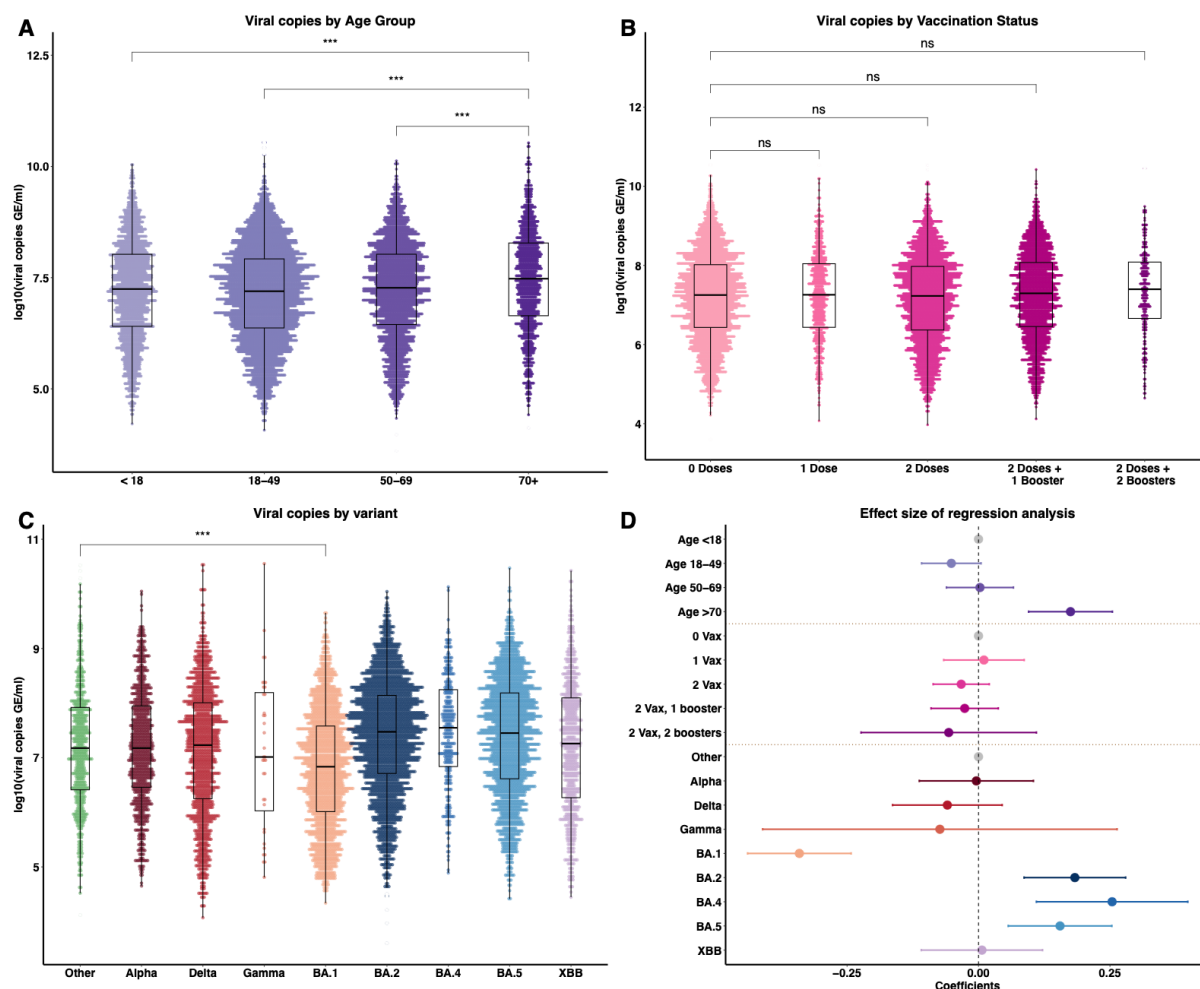 A
Viral copies by Age Group
log10(viral copies GE/ml)
12.5
10.0
7.5
5.0
***
***
***
< 18
18–49
50–69
70+
B
Viral copies by Vaccination Status
log10(viral copies GE/ml)
12
10
8
6
4
ns
ns
ns
ns
0 Doses
1 Dose
2 Doses
2 Doses +
1 Booster
2 Doses +
2 Boosters
C
Viral copies by variant
log10(viral copies GE/ml)
11
9
7
5
***
Other
Alpha
Delta
Gamma
BA.1
BA.2
BA.4
BA.5
XBB
D
Effect size of regression analysis
Age <18
Age 18–49
Age 50–69
Age >70
0 Vax
1 Vax
2 Vax
2 Vax, 1 booster
2 Vax, 2 boosters
Other
Alpha
Delta
Gamma
BA.1
BA.2
BA.4
BA.5
XBB
−0.25
0.00
0.25
Coefficients